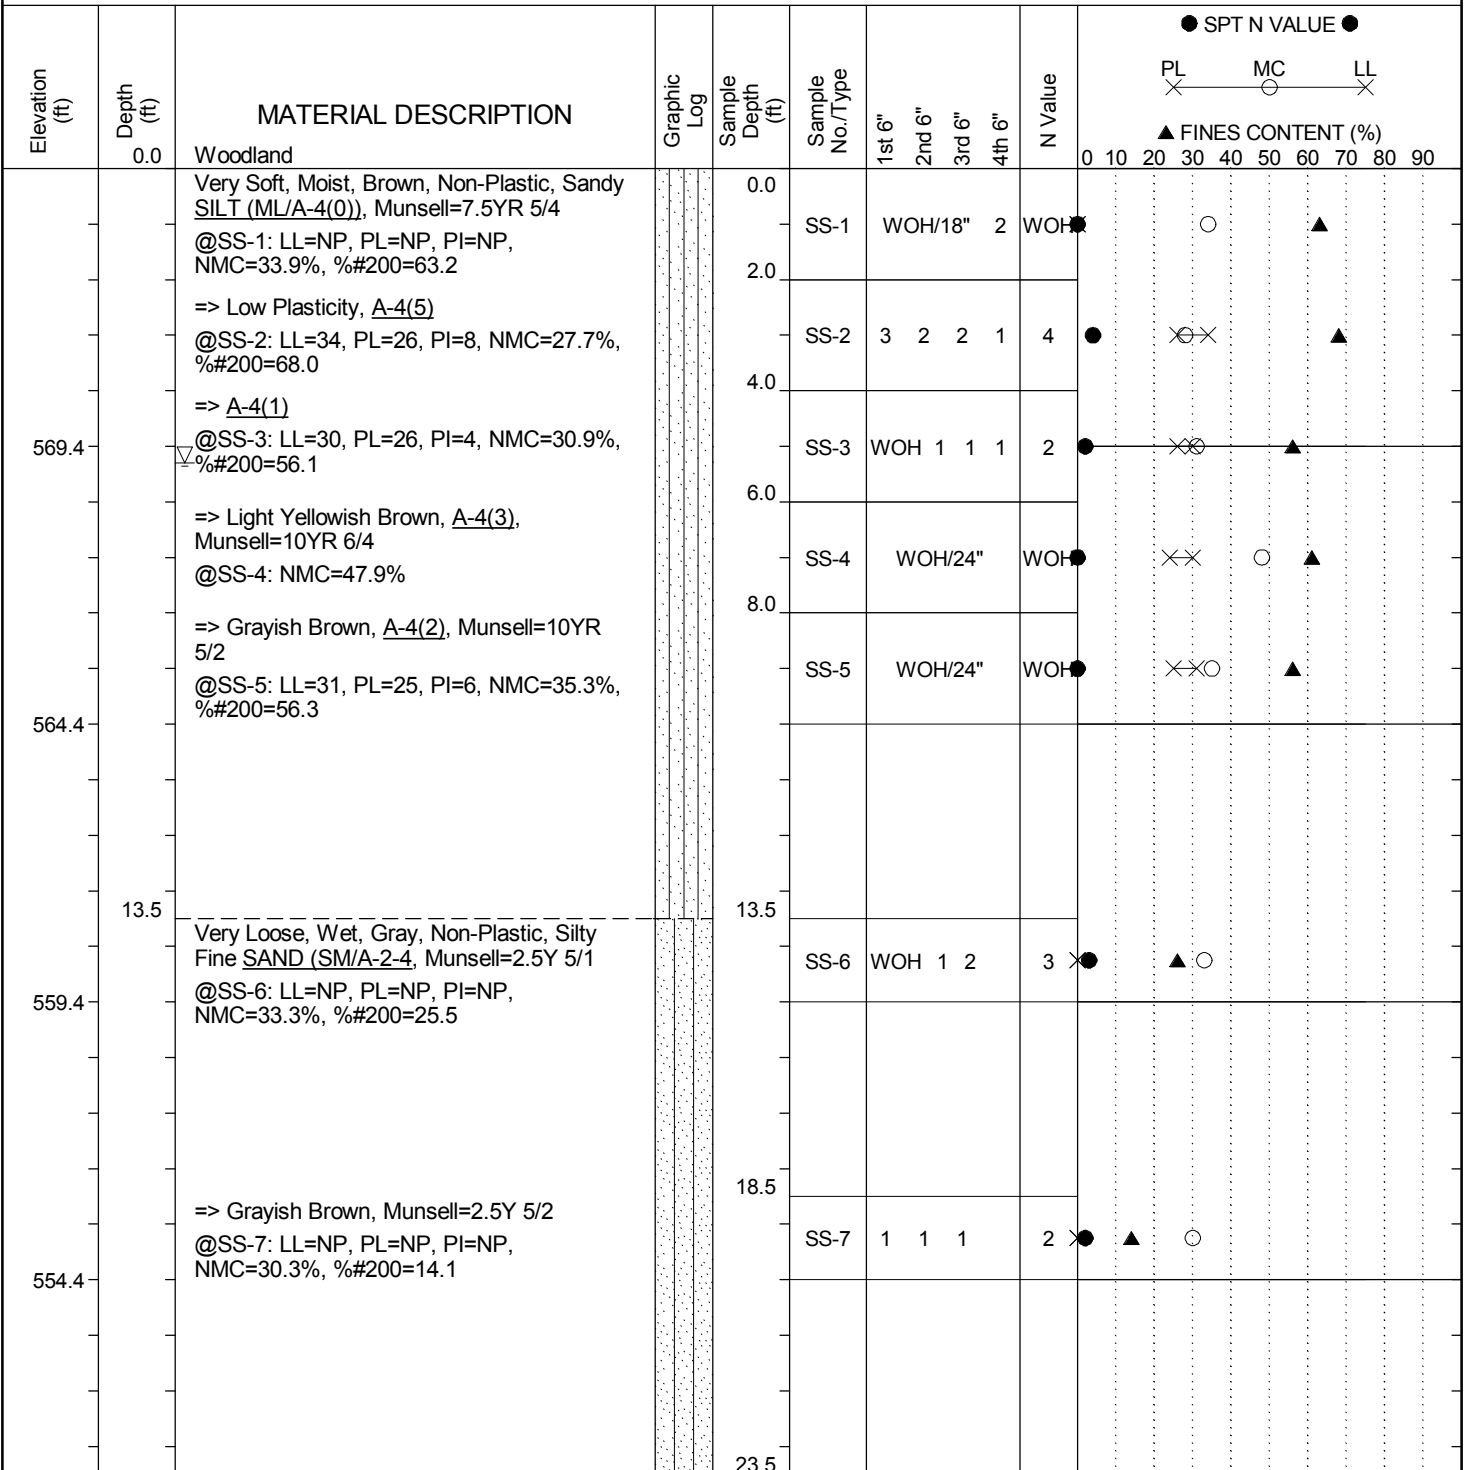 ● SPT N VALUE ●
PL MC LL
▲ FINES CONTENT (%)
0 10 20 30 40 50 60 70 80 90
Elevation (ft)
Depth (ft)
MATERIAL DESCRIPTION
Graphic Log
Sample Depth (ft)
Sample No./Type
1st 6"
2nd 6"
3rd 6"
4th 6"
N Value
0.0 Woodland
Very Soft, Moist, Brown, Non-Plastic, Sandy
SILT (ML/A-4(0)), Munsell=7.5YR 5/4
@SS-1: LL=NP, PL=NP, PI=NP,
NMC=33.9%, %#200=63.2
0.0
SS-1 WOH/18" 2 WOH
2.0
=> Low Plasticity, A-4(5)
@SS-2: LL=34, PL=26, PI=8, NMC=27.7%,
%#200=68.0
SS-2 3 2 2 1 4
4.0
=> A-4(1)
569.4
@SS-3: LL=30, PL=26, PI=4, NMC=30.9%,
%#200=56.1
SS-3 WOH 1 1 1 2
6.0
=> Light Yellowish Brown, A-4(3),
Munsell=10YR 6/4
@SS-4: NMC=47.9%
SS-4 WOH/24" WOH
8.0
=> Grayish Brown, A-4(2), Munsell=10YR
5/2
@SS-5: LL=31, PL=25, PI=6, NMC=35.3%,
%#200=56.3
SS-5 WOH/24" WOH
564.4
13.5
13.5
Very Loose, Wet, Gray, Non-Plastic, Silty
Fine SAND (SM/A-2-4, Munsell=2.5Y 5/1
@SS-6: LL=NP, PL=NP, PI=NP,
NMC=33.3%, %#200=25.5
SS-6 WOH 1 2 3
559.4
18.5
=> Grayish Brown, Munsell=2.5Y 5/2
@SS-7: LL=NP, PL=NP, PI=NP,
NMC=30.3%, %#200=14.1
SS-7 1 1 1 2
554.4
23.5